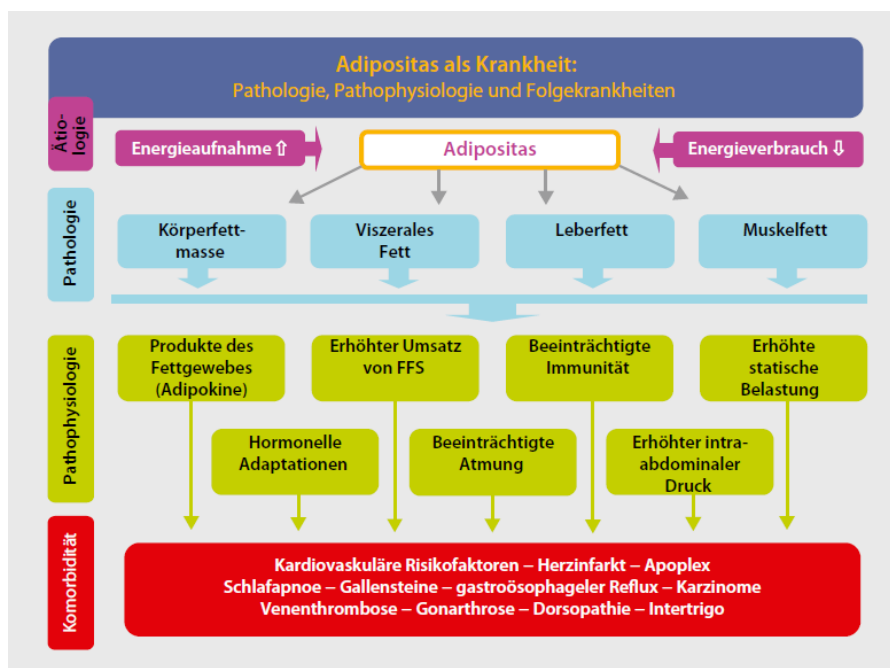 Adipositas als Krankheit:
Pathologie, Pathophysiologie und Folgekrankheiten
Ätio-
logie
Energieaufnahme ⇧
Adipositas
Energieverbrauch ⇩
Pathologie
Körperfett-
masse
Viszerales
Fett
Leberfett
Muskelfett
Pathophysiologie
Produkte des
Fettgewebes
(Adipokine)
Erhöhter Umsatz
von FFS
Beeinträchtigte
Immunität
Erhöhte
statische
Belastung
Hormonelle
Adaptationen
Beeinträchtigte
Atmung
Erhöhter intra-
abdominaler
Druck
Komorbidität
Kardiovaskuläre Risikofaktoren – Herzinfarkt – Apoplex
Schlafapnoe – Gallensteine – gastroösophageler Reflux – Karzinome
Venenthrombose – Gonarthrose – Dorsopathie – Intertrigo